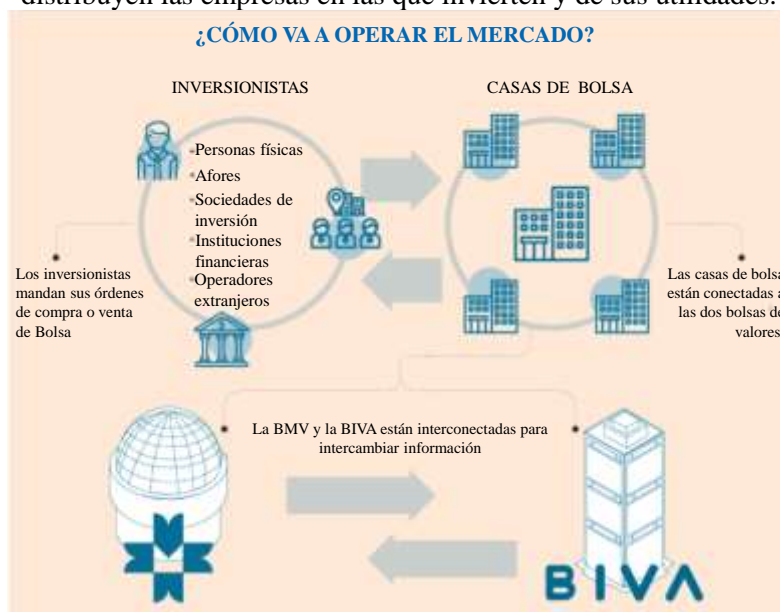 distribuyen las empresas en las que invierten y de sus utilidades.
¿CÓMO VA A OPERAR EL MERCADO?
INVERSIONISTAS
CASAS DE BOLSA
Personas físicas
Afores
Sociedades de
inversión
Instituciones
financieras
Operadores
extranjeros
Los inversionistas
mandan sus órdenes
de compra o venta
de Bolsa
Las casas de bolsa
están conectadas a
las dos bolsas de
valores
La BMV y la BIVA están interconectadas para
intercambiar información
BIVA